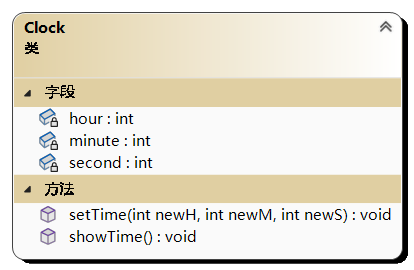 Clock
类
字段
hour : int
minute : int
second : int
方法
setTime(int newH, int newM, int newS) : void
showTime() : void